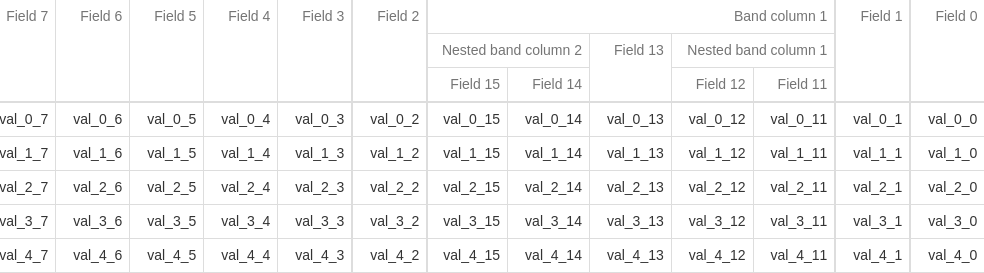 Field 7 Field 6 Field 5 Field 4 Field 3 Field 2 Band column 1 Field 1 Field 0
Nested band column 2 Field 13 Nested band column 1
Field 15 Field 14 Field 12 Field 11
val_0_7 val_0_6 val_0_5 val_0_4 val_0_3 val_0_2 val_0_15 val_0_14 val_0_13 val_0_12 val_0_11 val_0_1 val_0_0
val_1_7 val_1_6 val_1_5 val_1_4 val_1_3 val_1_2 val_1_15 val_1_14 val_1_13 val_1_12 val_1_11 val_1_1 val_1_0
val_2_7 val_2_6 val_2_5 val_2_4 val_2_3 val_2_2 val_2_15 val_2_14 val_2_13 val_2_12 val_2_11 val_2_1 val_2_0
val_3_7 val_3_6 val_3_5 val_3_4 val_3_3 val_3_2 val_3_15 val_3_14 val_3_13 val_3_12 val_3_11 val_3_1 val_3_0
val_4_7 val_4_6 val_4_5 val_4_4 val_4_3 val_4_2 val_4_15 val_4_14 val_4_13 val_4_12 val_4_11 val_4_1 val_4_0